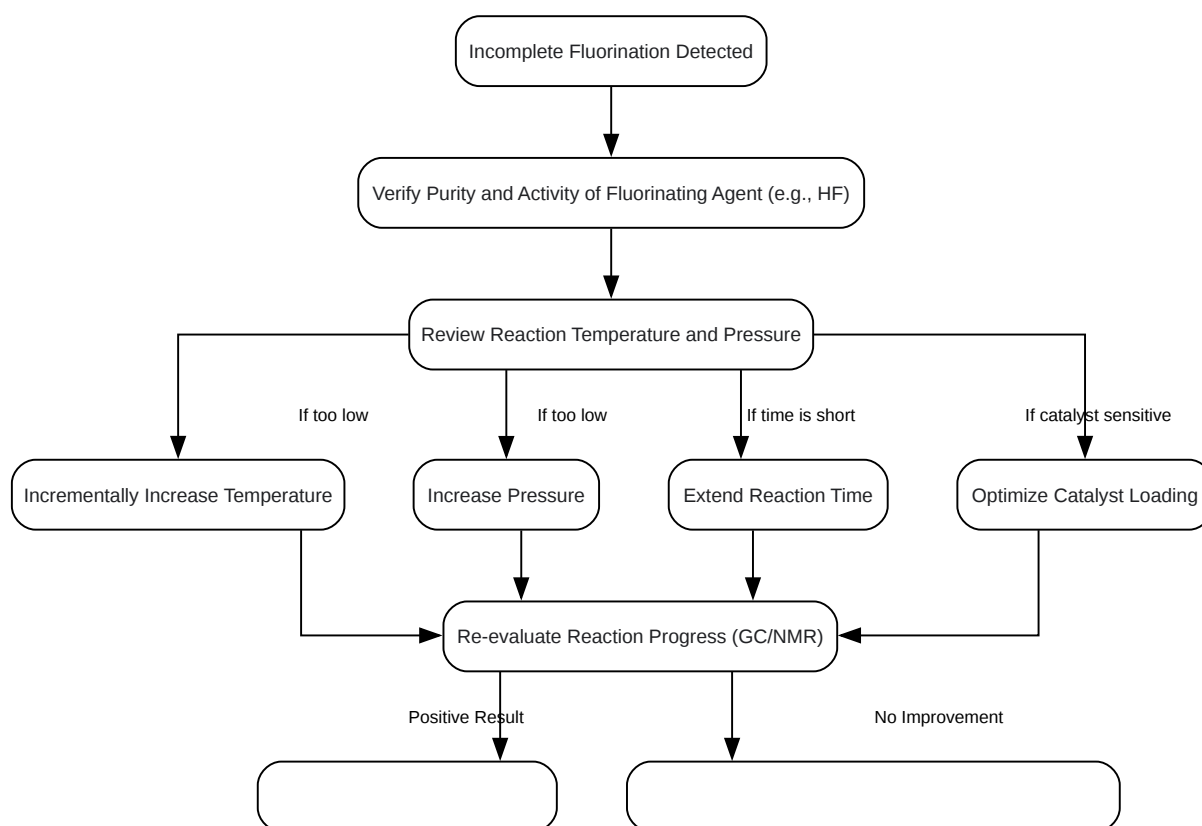 Incomplete Fluorination Detected
Verify Purity and Activity of Fluorinating Agent (e.g., HF)
Review Reaction Temperature and Pressure
If too low
If too low
If time is short
If catalyst sensitive
Incrementally Increase Temperature
Increase Pressure
Extend Reaction Time
Optimize Catalyst Loading
Re-evaluate Reaction Progress (GC/NMR)
Positive Result
No Improvement